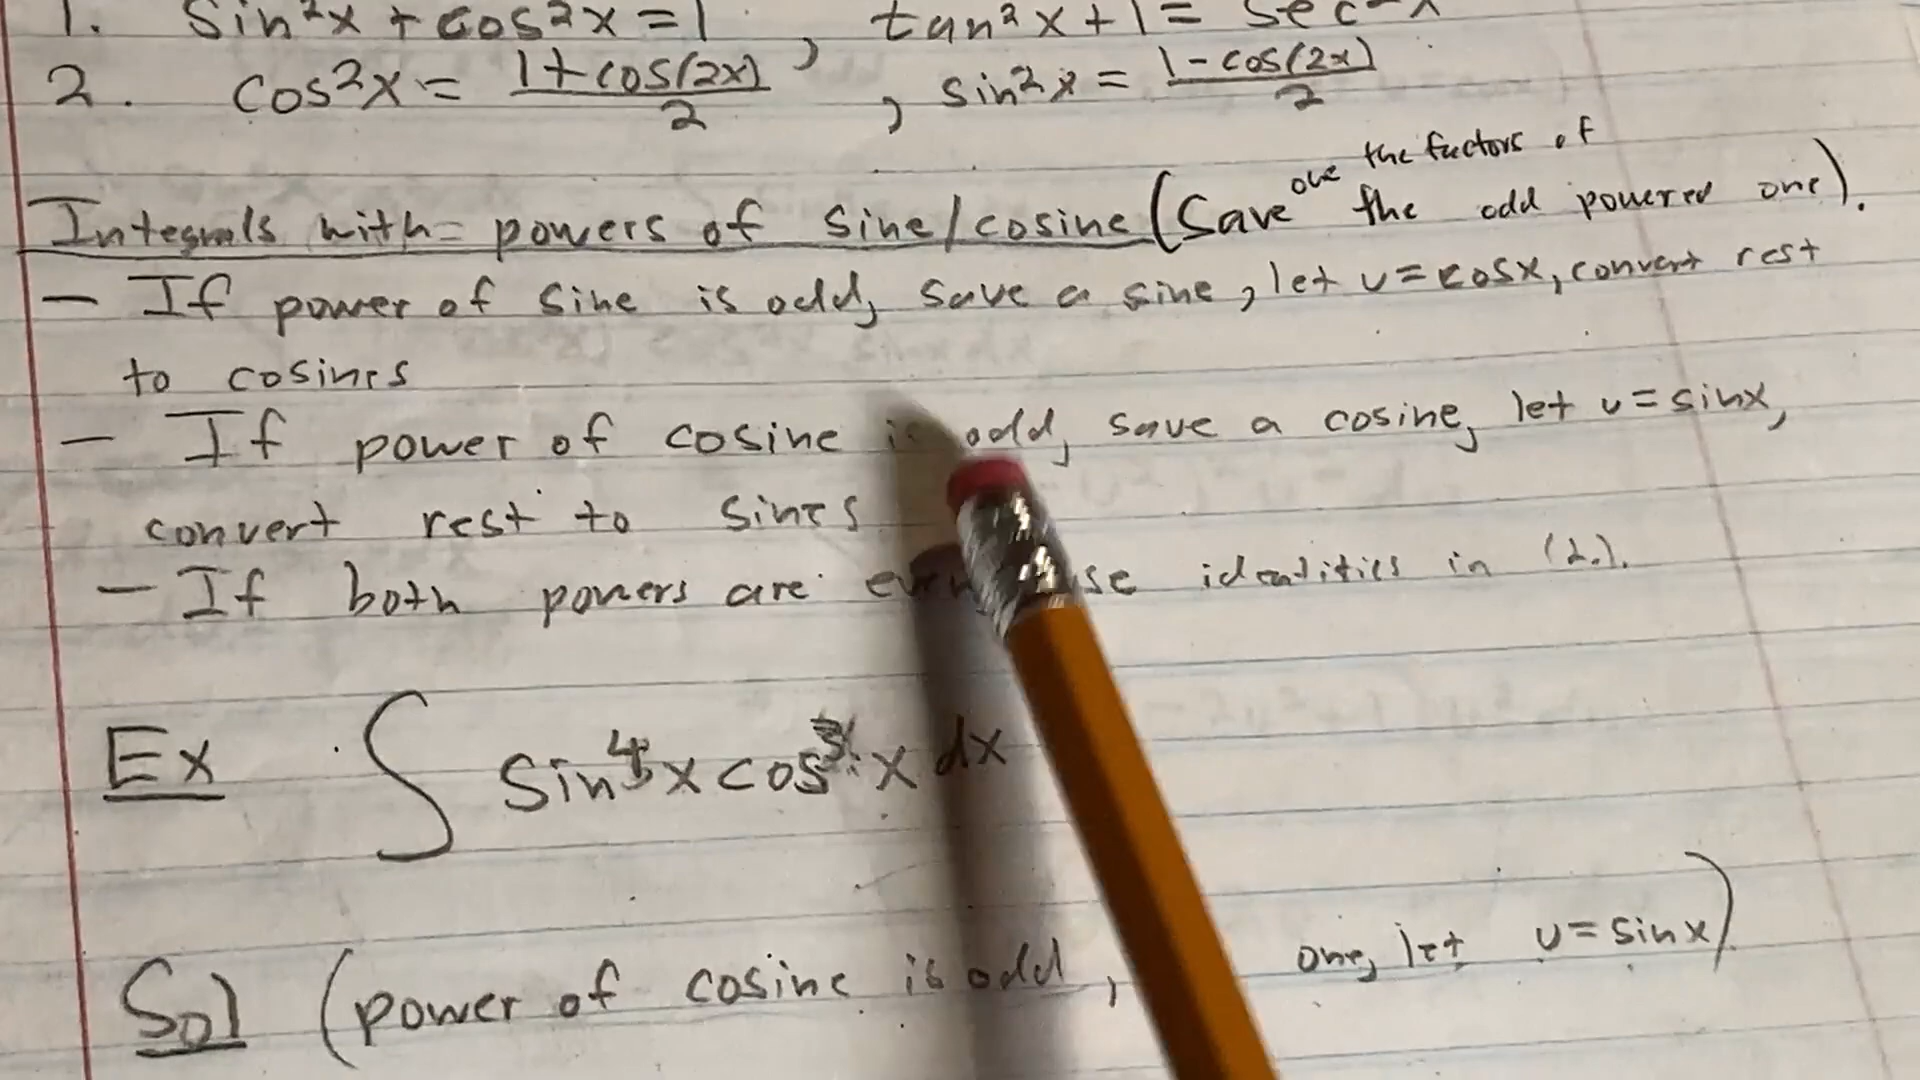 1. sin²x + cos²x = 1 , tan²x + 1 = sec²x
2. cos²x = (1 + cos(2x))/2 , sin²x = (1 - cos(2x))/2
Integrals with powers of sine/cosine (Save one the factors of the odd powered one).
- If power of sine is odd, save a sine, let u = cosx, convert rest
to cosines
- If power of cosine is odd, save a cosine, let u = sinx,
convert rest to sines
- If both powers are even use identities in (2.).
Ex ∫ sin⁴x cos³x dx
Sol (power of cosine is odd, one, let u = sinx)